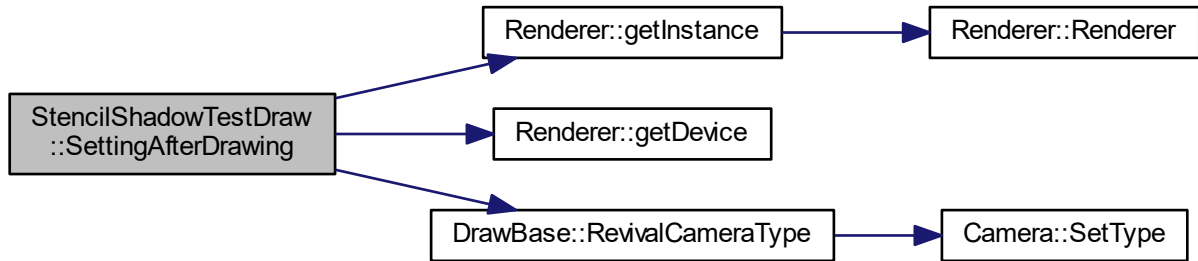 Renderer::getInstance
Renderer::Renderer
StencilShadowTestDraw
::SettingAfterDrawing
Renderer::getDevice
DrawBase::RevivalCameraType
Camera::SetType